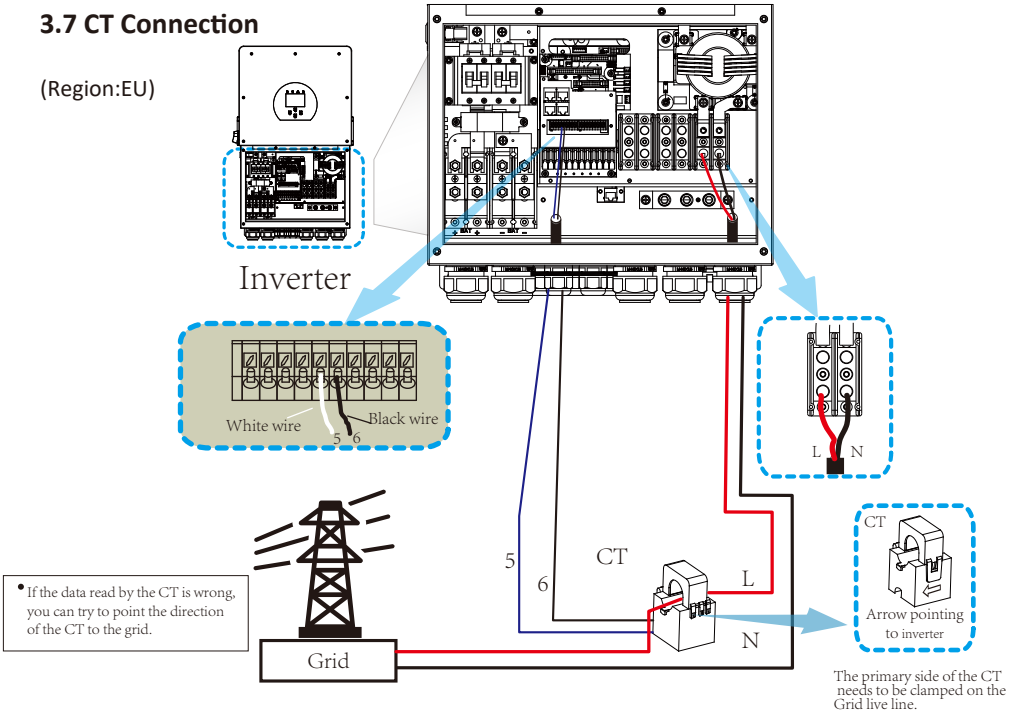 3.7 CT Connection
(Region:EU)
+ BAT + − BAT −
Inverter
White wire
Black wire
5 6
L N
5
6
CT
L
N
CT
Arrow pointing
to inverter
• If the data read by the CT is wrong,
you can try to point the direction
of the CT to the grid.
Grid
The primary side of the CT
needs to be clamped on the
Grid live line.